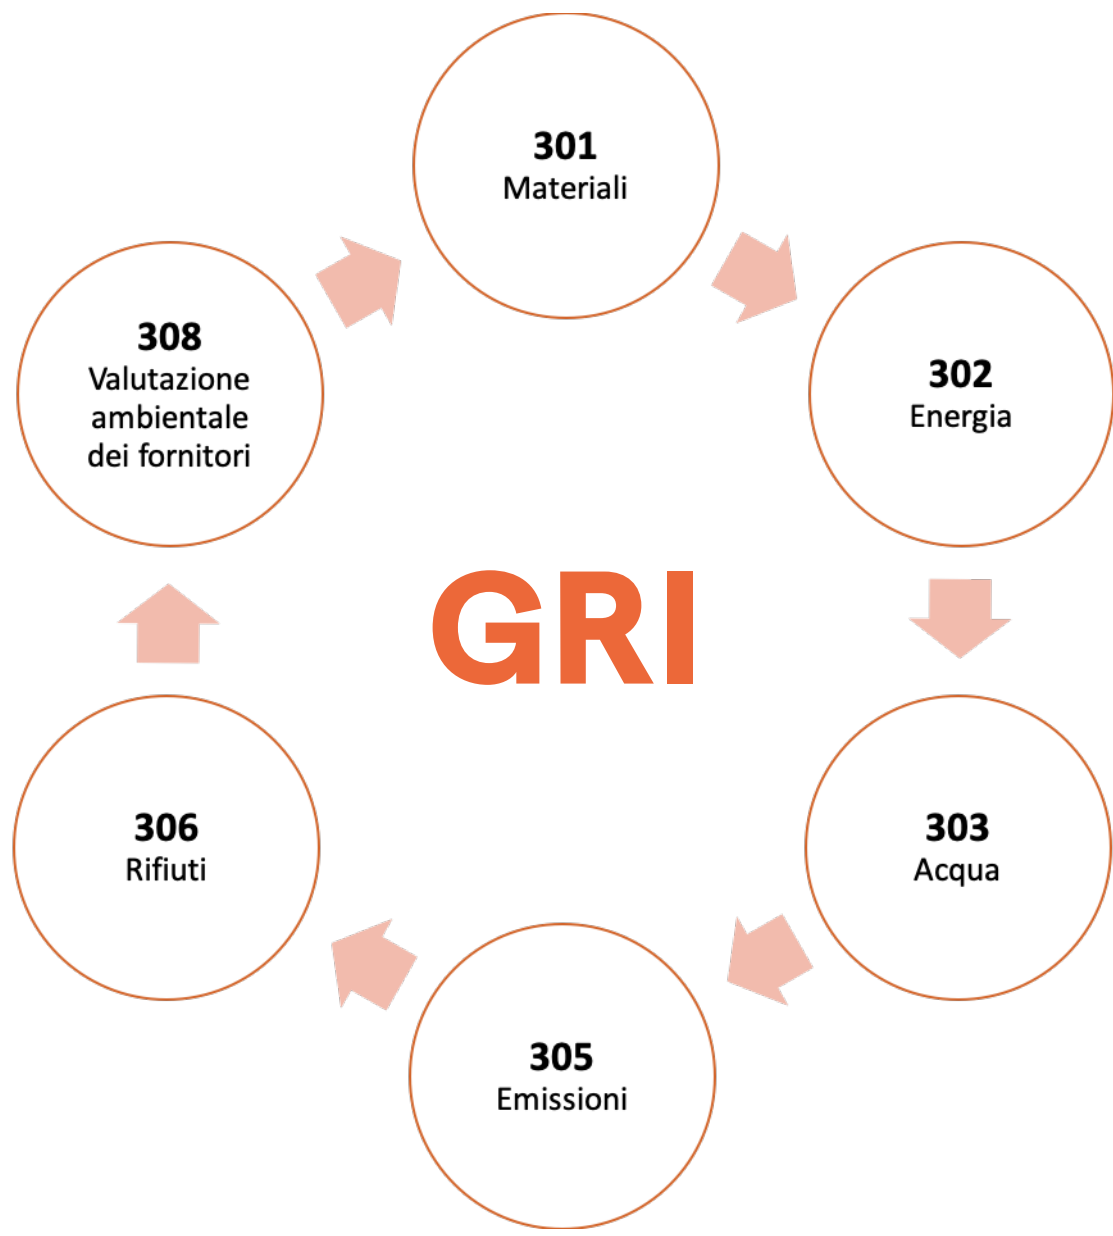 301
Materiali
302
Energia
303
Acqua
305
Emissioni
306
Rifiuti
308
Valutazione
ambientale
dei fornitori
GRI